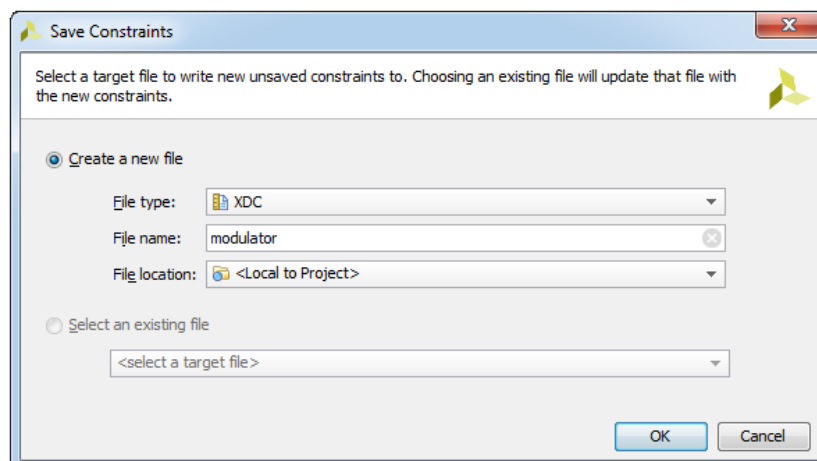 Save Constraints
Select a target file to write new unsaved constraints to. Choosing an existing file will update that file with
the new constraints.
Create a new file
File type: XDC
File name: modulator
File location: <Local to Project>
Select an existing file
<select a target file>
OK Cancel